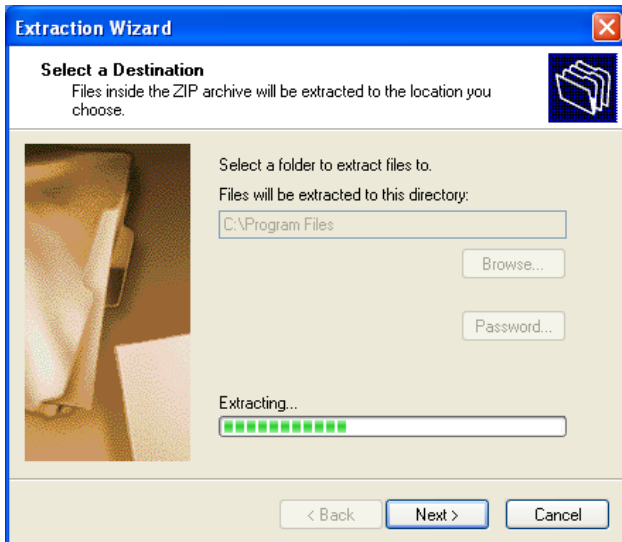 Extraction Wizard
Select a Destination
Files inside the ZIP archive will be extracted to the location you
choose.
Select a folder to extract files to.
Files will be extracted to this directory:
C:\Program Files
Browse...
Password...
Extracting...
< Back
Next >
Cancel